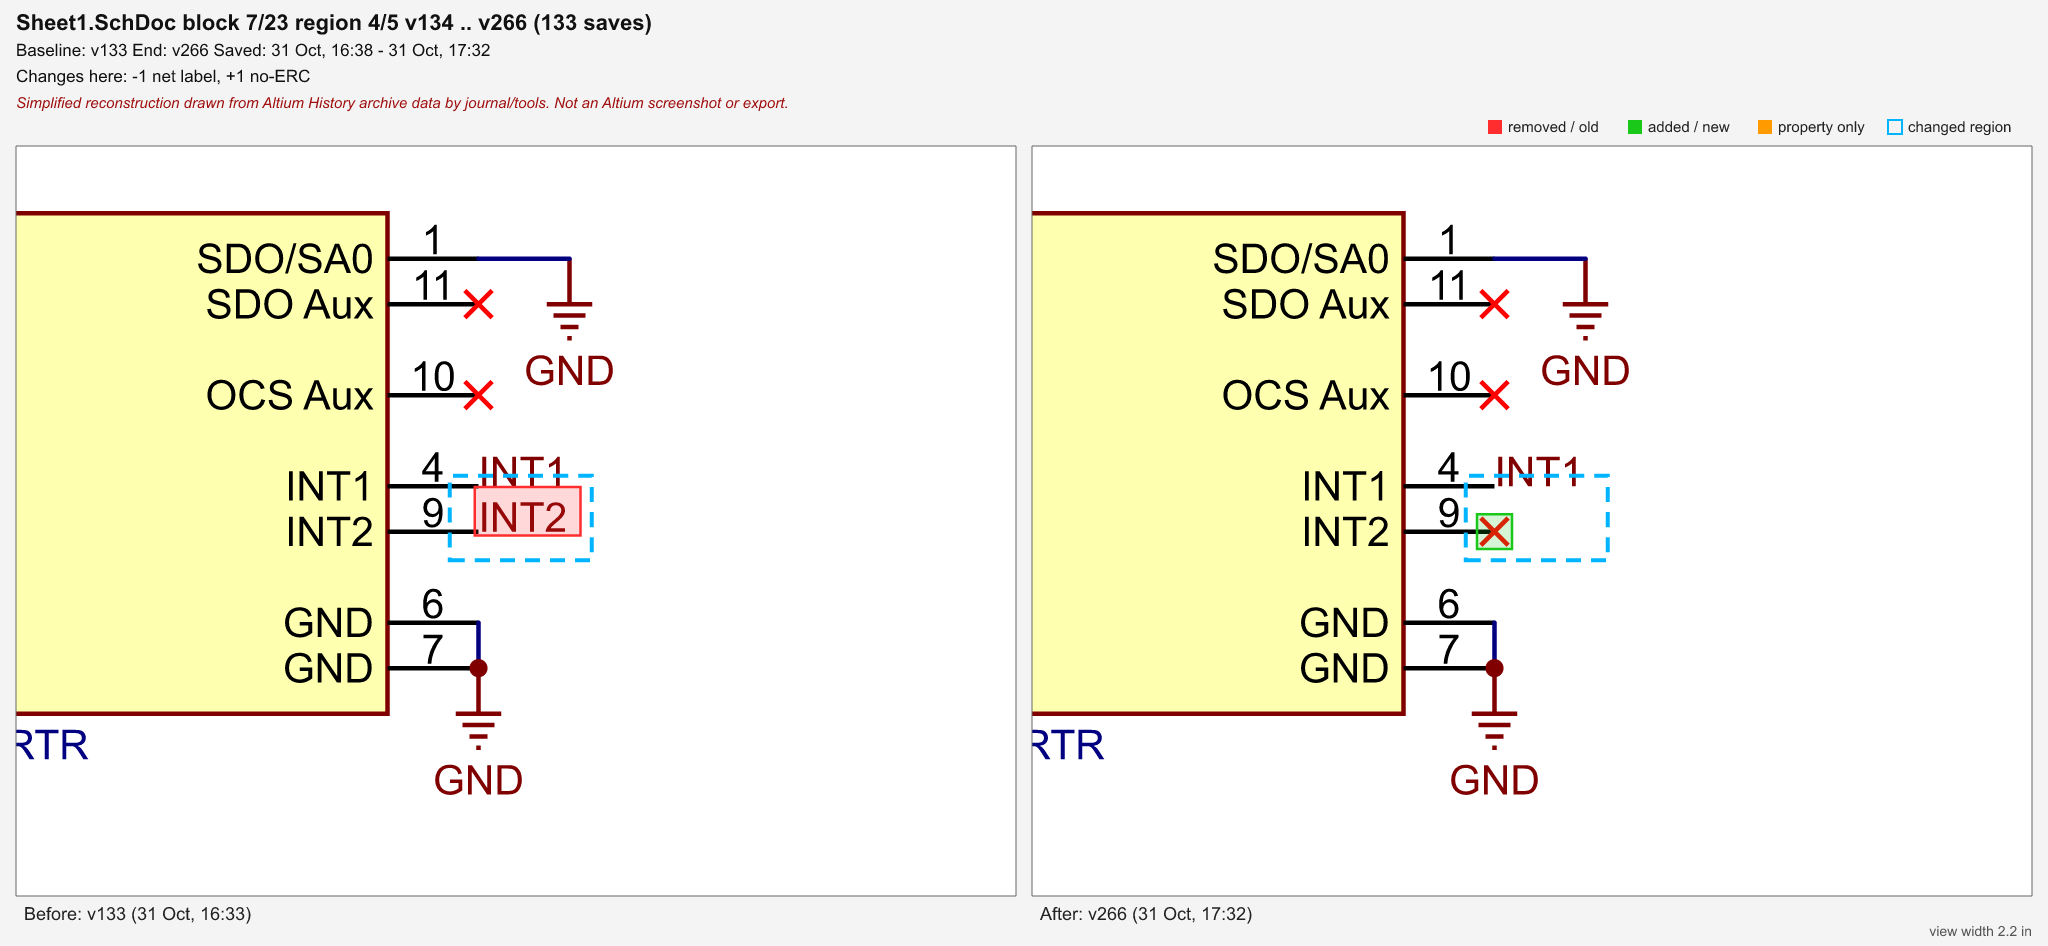 Sheet1.SchDoc block 7/23 region 4/5 v134 .. v266 (133 saves)
Baseline: v133 End: v266 Saved: 31 Oct, 16:38 - 31 Oct, 17:32
Changes here: -1 net label, +1 no-ERC
Simplified reconstruction drawn from Altium History archive data by journal/tools. Not an Altium screenshot or export.
removed / old
added / new
property only
changed region
SDO/SA0 1
SDO Aux 11
GND
OCS Aux 10
INT1 4 INT1
INT2 9 INT2
GND 6
GND 7
RTR
GND
SDO/SA0 1
SDO Aux 11
GND
OCS Aux 10
INT1 4 INT1
INT2 9
GND 6
GND 7
RTR
GND
Before: v133 (31 Oct, 16:33)
After: v266 (31 Oct, 17:32)
view width 2.2 in